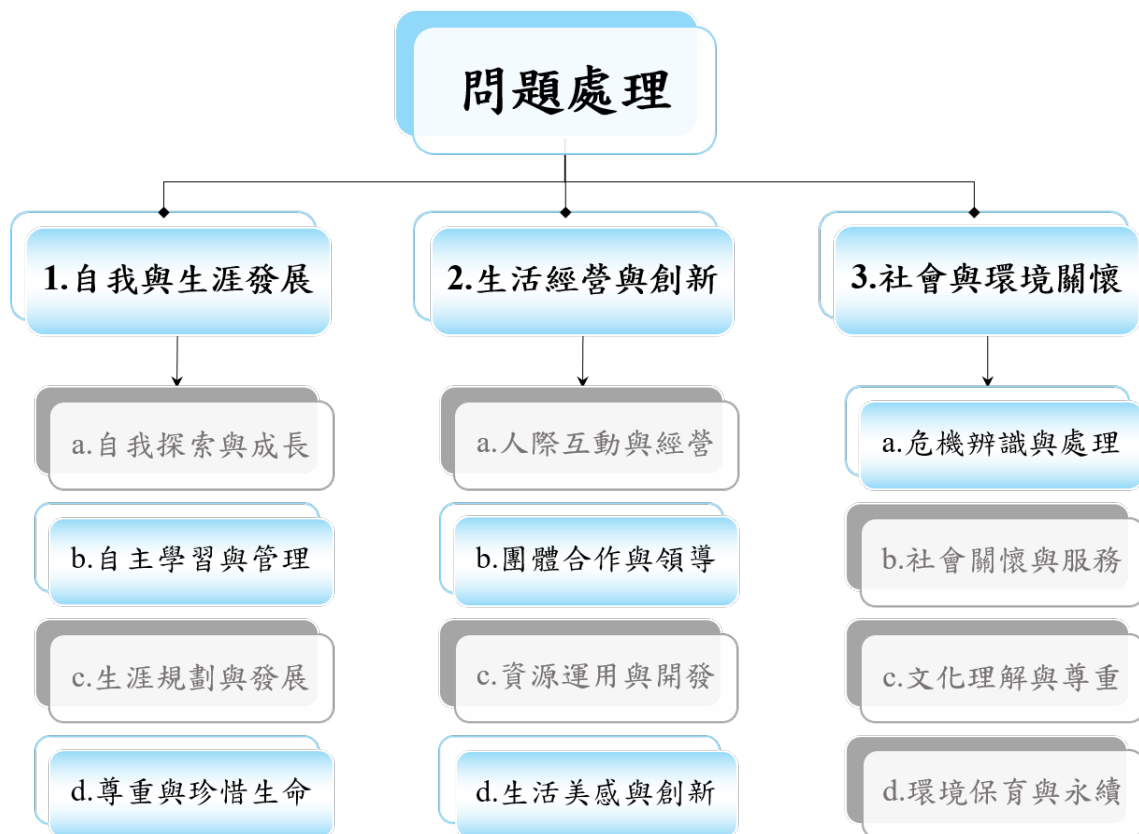 問題處理
1.自我與生涯發展
a.自我探索與成長
b.自主學習與管理
c.生涯規劃與發展
d.尊重與珍惜生命
2.生活經營與創新
a.人際互動與經營
b.團體合作與領導
c.資源運用與開發
d.生活美感與創新
3.社會與環境關懷
a.危機辨識與處理
b.社會關懷與服務
c.文化理解與尊重
d.環境保育與永續